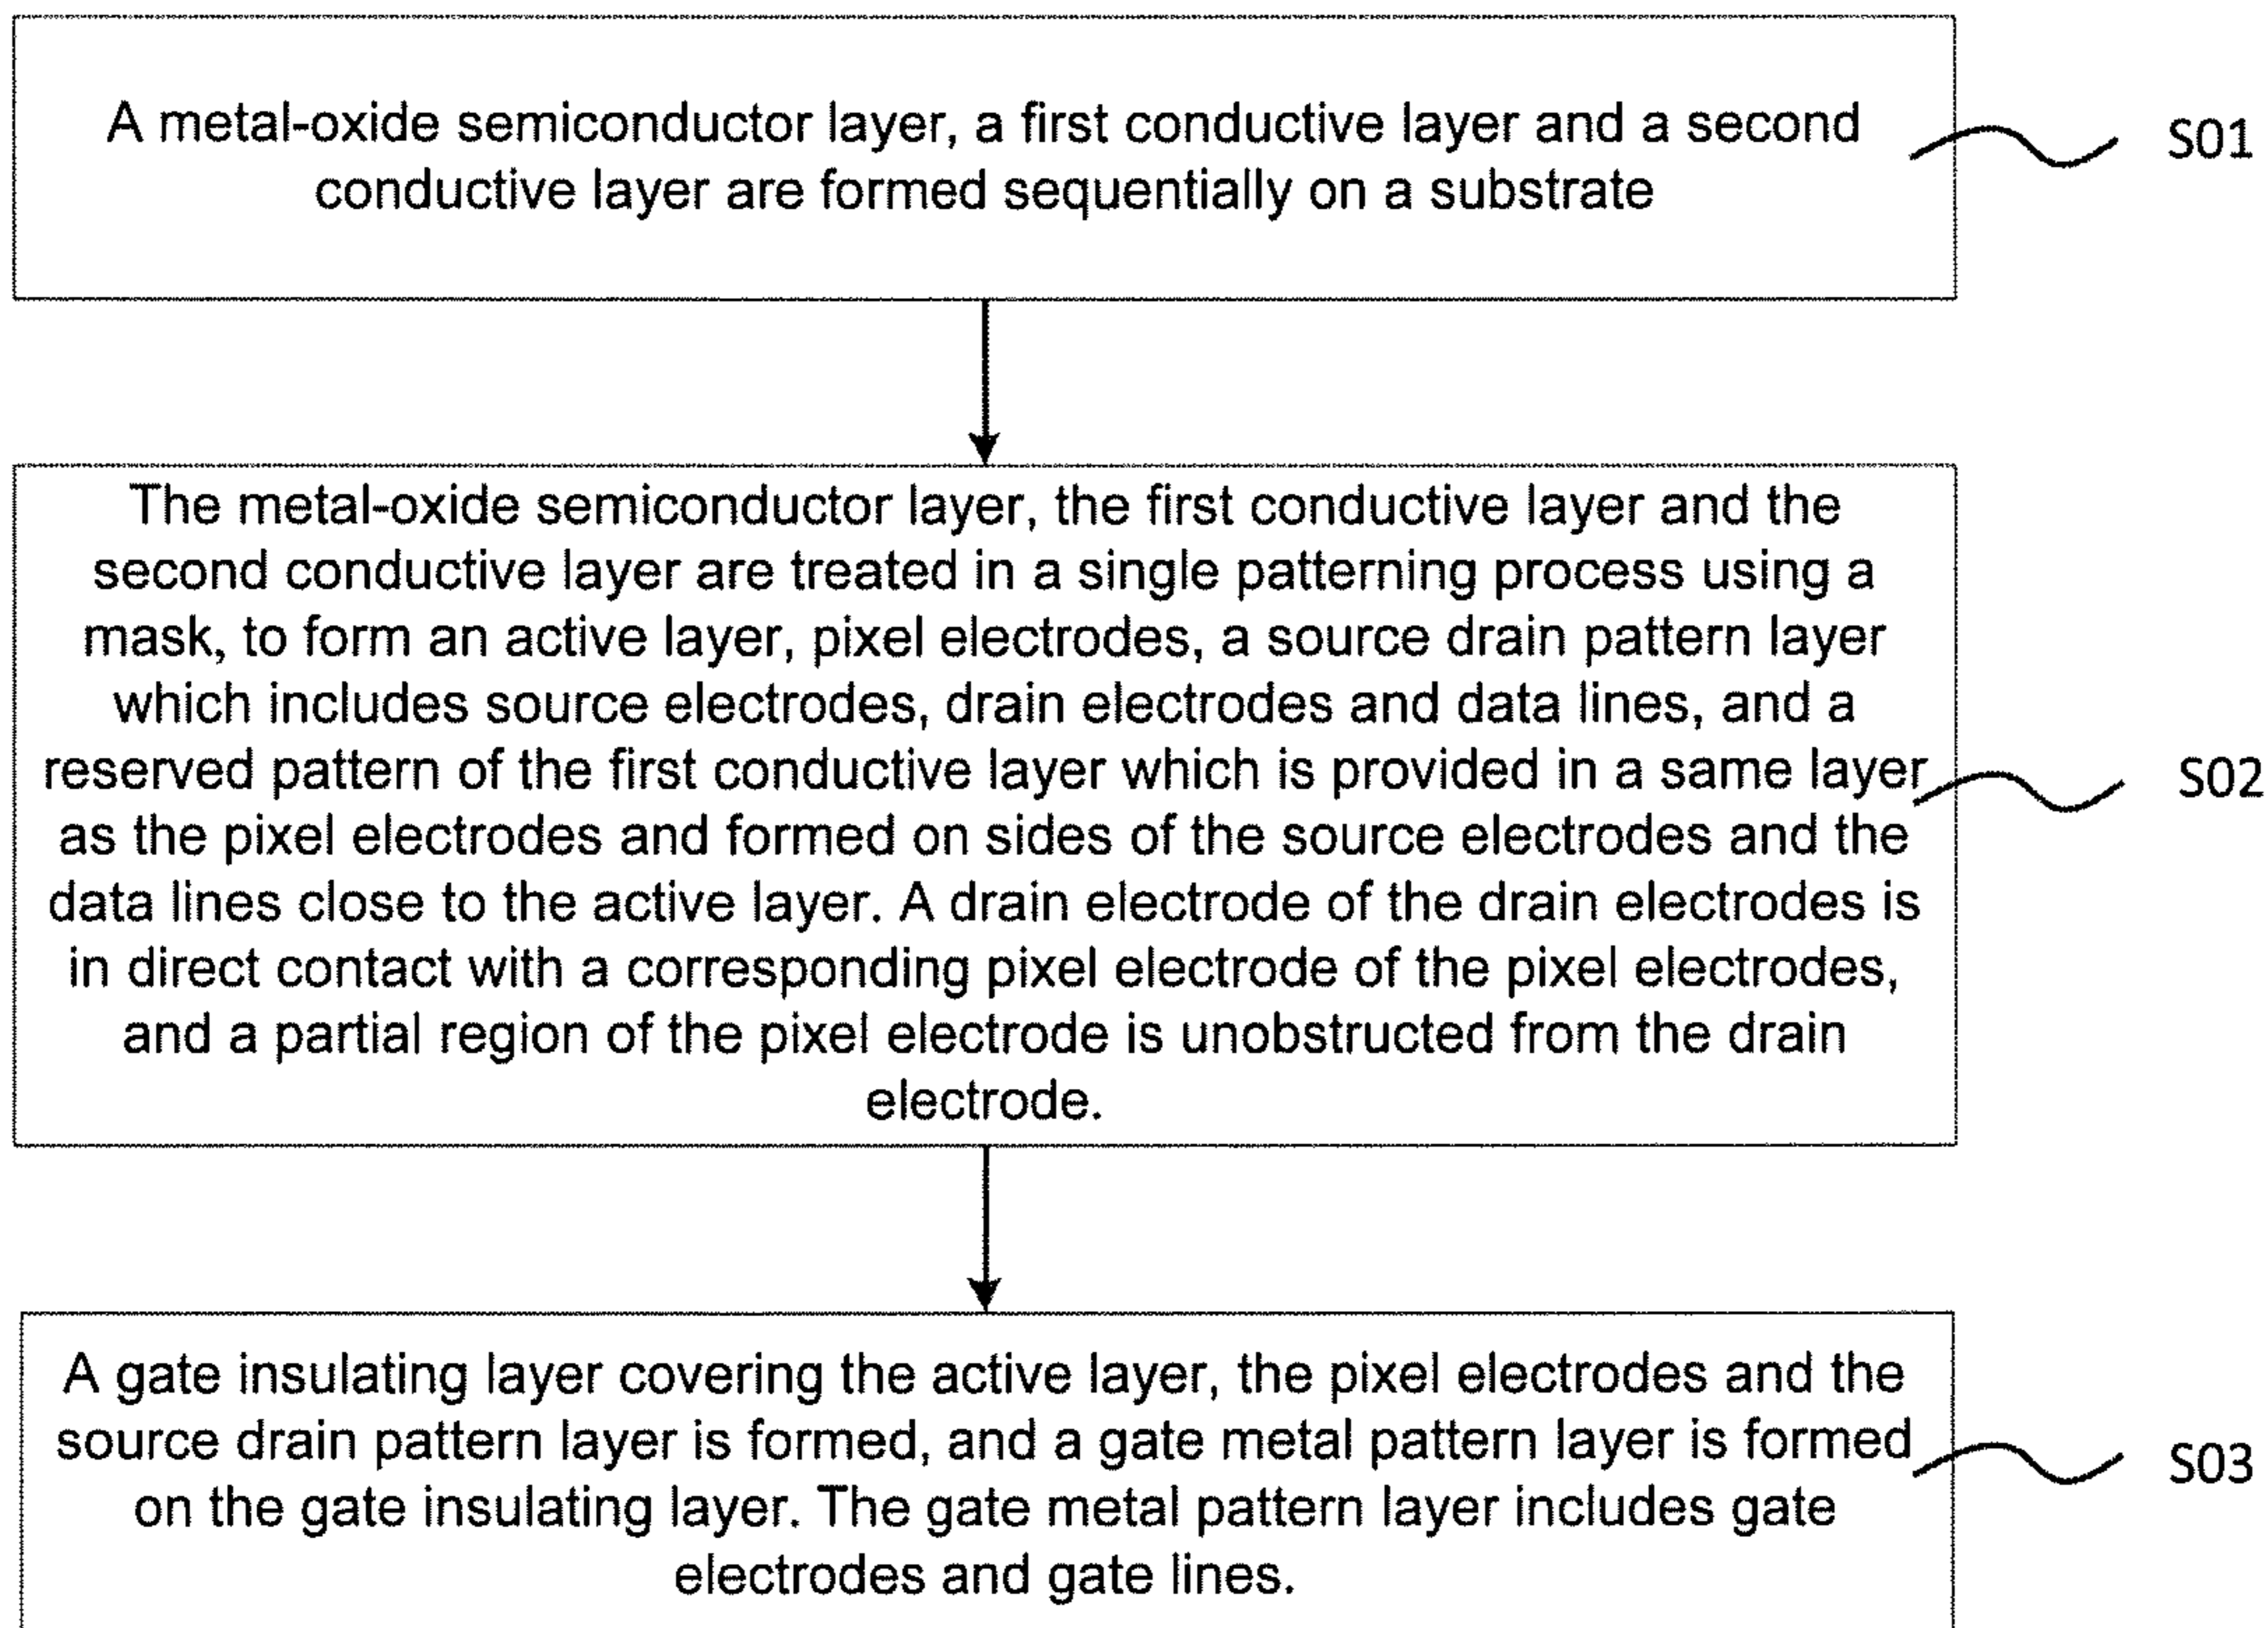 A metal-oxide semiconductor layer, a first conductive layer and a second
conductive layer are formed sequentially on a substrate
S01
The metal-oxide semiconductor layer, the first conductive layer and the
second conductive layer are treated in a single patterning process using a
mask, to form an active layer, pixel electrodes, a source drain pattern layer
which includes source electrodes, drain electrodes and data lines, and a
reserved pattern of the first conductive layer which is provided in a same layer
as the pixel electrodes and formed on sides of the source electrodes and the
data lines close to the active layer. A drain electrode of the drain electrodes is
in direct contact with a corresponding pixel electrode of the pixel electrodes,
and a partial region of the pixel electrode is unobstructed from the drain
electrode.
S02
A gate insulating layer covering the active layer, the pixel electrodes and the
source drain pattern layer is formed, and a gate metal pattern layer is formed
on the gate insulating layer. The gate metal pattern layer includes gate
electrodes and gate lines.
S03